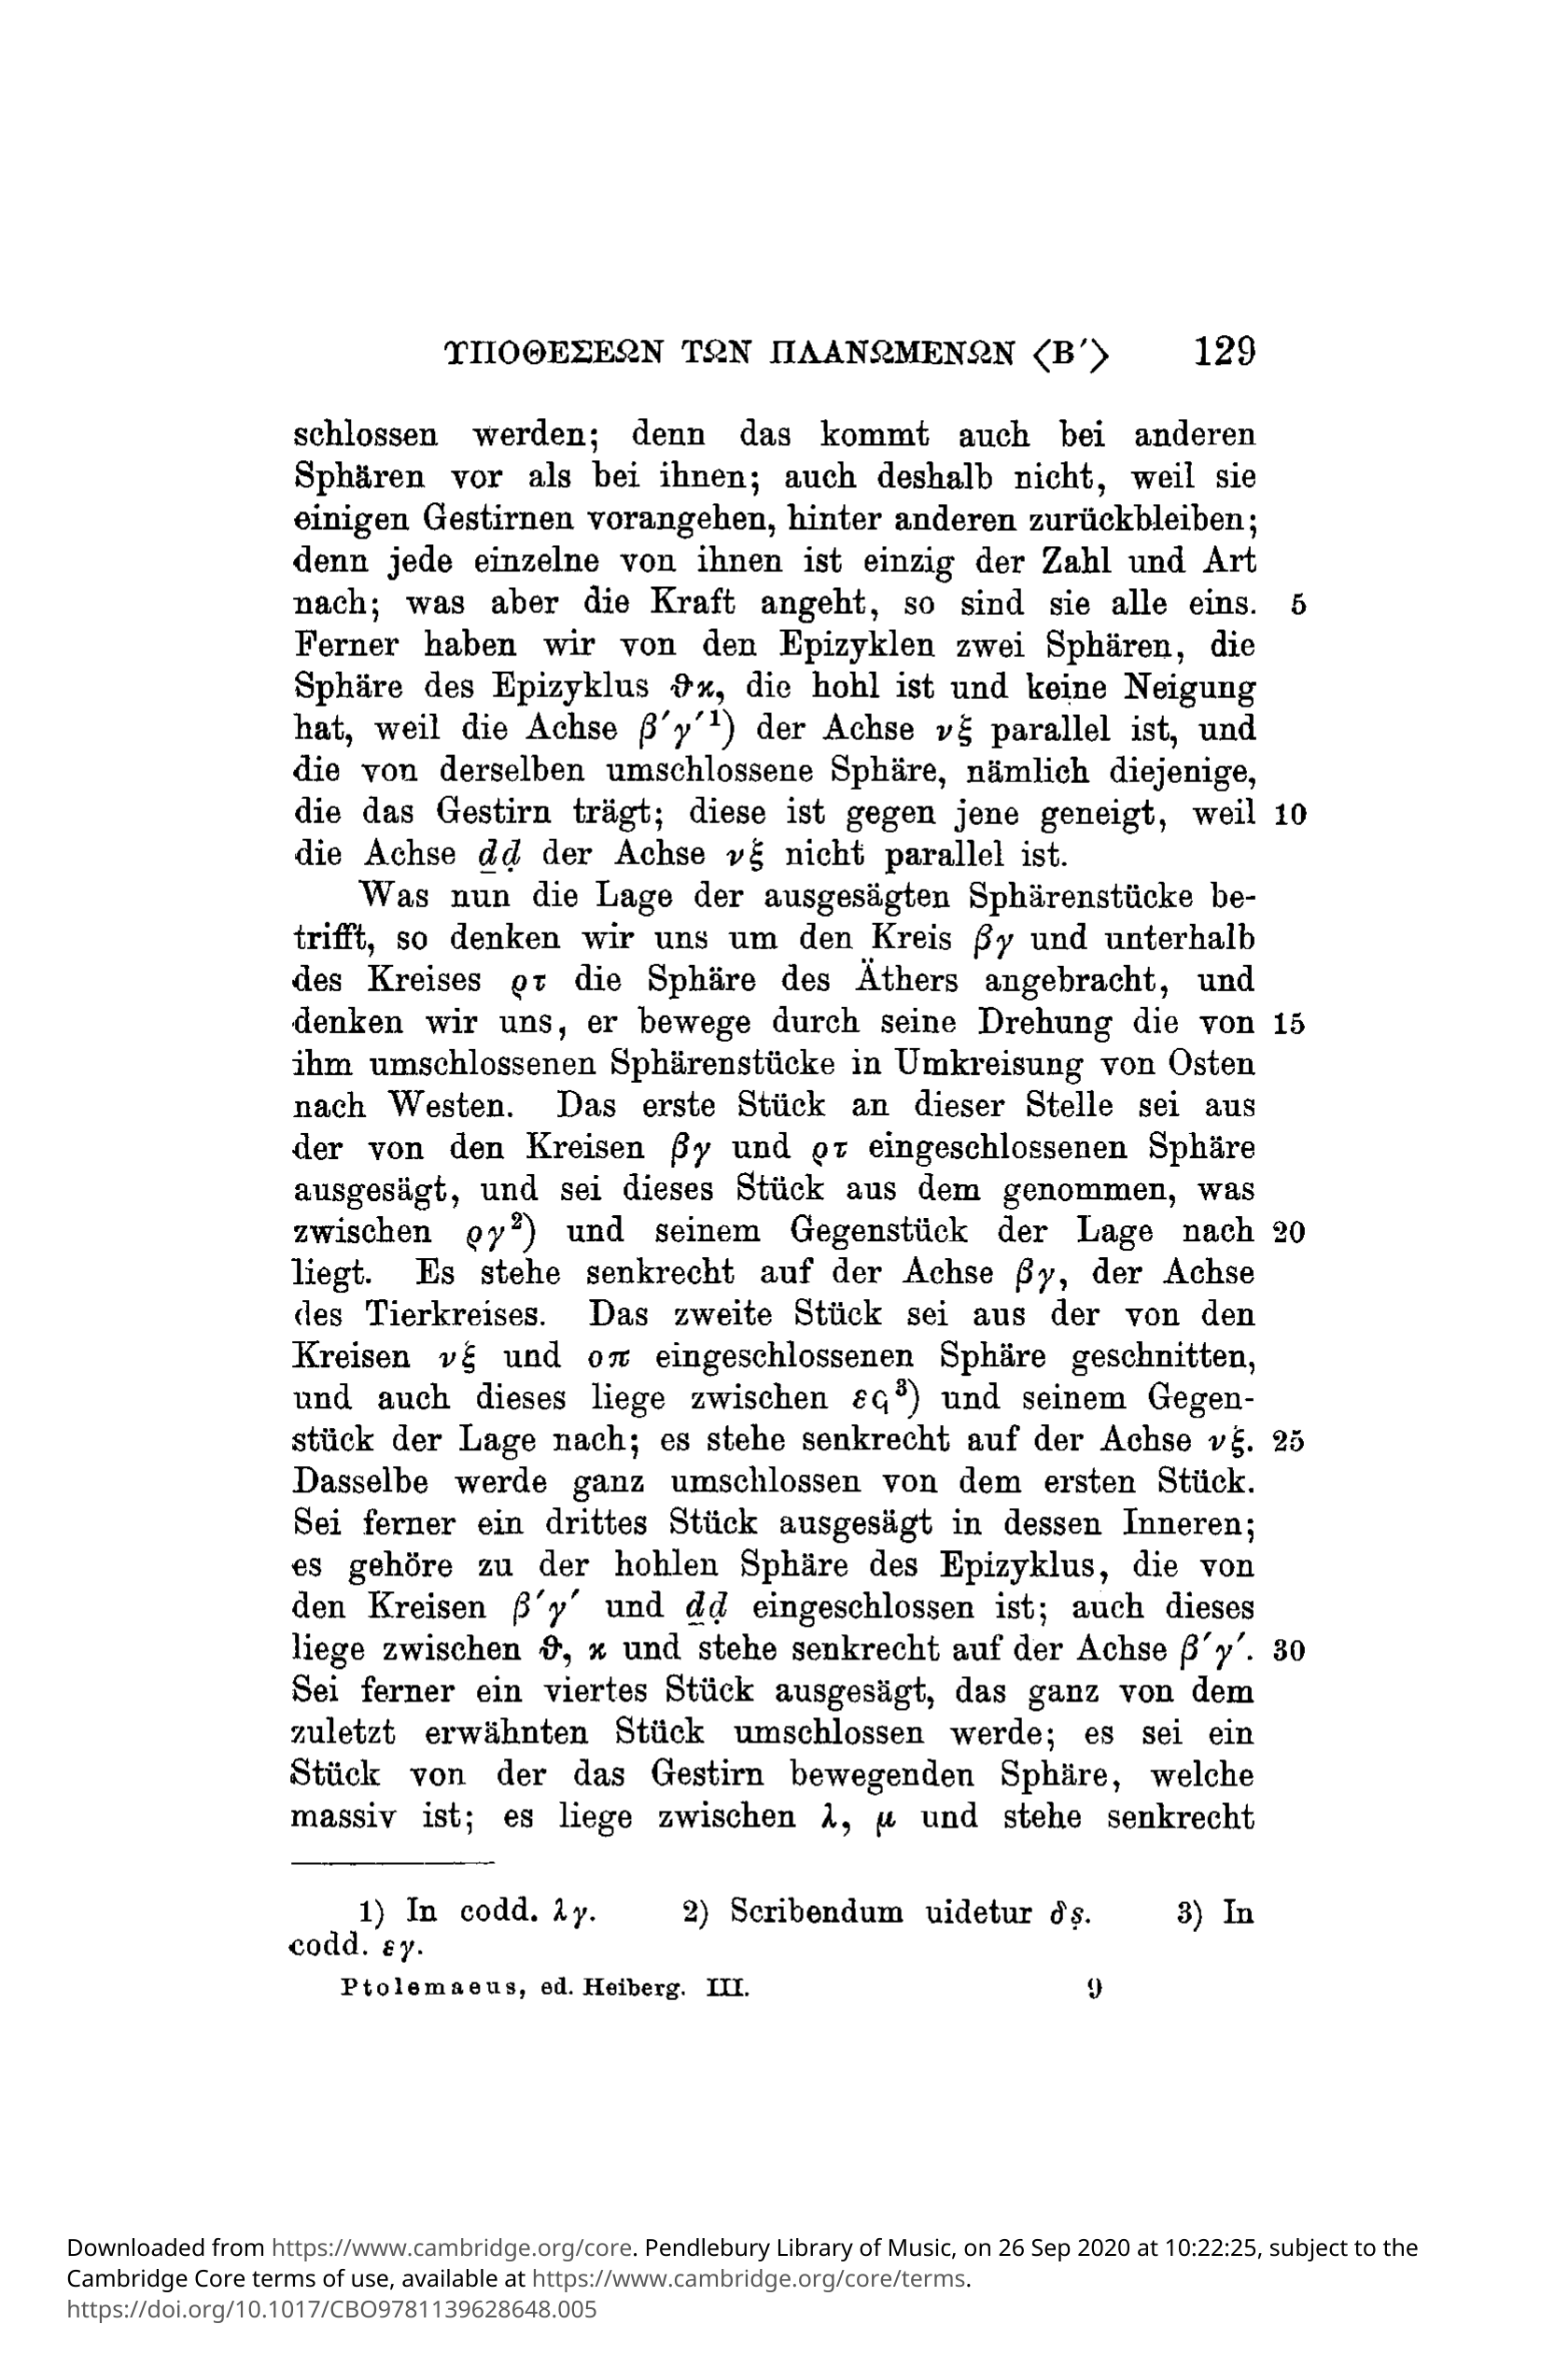 ΥΠΟΘΕΣΕΩΝ ΤΩΝ ΠΛΑΝΩΜΕΝΩΝ ⟨Β′⟩ 129
schlossen werden; denn das kommt auch bei anderen
Sphären vor als bei ihnen; auch deshalb nicht, weil sie
einigen Gestirnen vorangehen, hinter anderen zurückbleiben;
denn jede einzelne von ihnen ist einzig der Zahl und Art
nach; was aber die Kraft angeht, so sind sie alle eins. 5
Ferner haben wir von den Epizyklen zwei Sphären, die
Sphäre des Epizyklus ϑϰ, die hohl ist und keine Neigung
hat, weil die Achse β′γ′¹) der Achse νξ parallel ist, und
die von derselben umschlossene Sphäre, nämlich diejenige,
die das Gestirn trägt; diese ist gegen jene geneigt, weil 10
die Achse ḏḍ der Achse νξ nicht parallel ist.
Was nun die Lage der ausgesägten Sphärenstücke be-
trifft, so denken wir uns um den Kreis βγ und unterhalb
des Kreises ϱτ die Sphäre des Äthers angebracht, und
denken wir uns, er bewege durch seine Drehung die von 15
ihm umschlossenen Sphärenstücke in Umkreisung von Osten
nach Westen. Das erste Stück an dieser Stelle sei aus
der von den Kreisen βγ und ϱτ eingeschlossenen Sphäre
ausgesägt, und sei dieses Stück aus dem genommen, was
zwischen ϱγ²) und seinem Gegenstück der Lage nach 20
liegt. Es stehe senkrecht auf der Achse βγ, der Achse
des Tierkreises. Das zweite Stück sei aus der von den
Kreisen νξ und οπ eingeschlossenen Sphäre geschnitten,
und auch dieses liege zwischen εϙ³) und seinem Gegen-
stück der Lage nach; es stehe senkrecht auf der Achse νξ. 25
Dasselbe werde ganz umschlossen von dem ersten Stück.
Sei ferner ein drittes Stück ausgesägt in dessen Inneren;
es gehöre zu der hohlen Sphäre des Epizyklus, die von
den Kreisen β′γ′ und ḏḍ eingeschlossen ist; auch dieses
liege zwischen ϑ, ϰ und stehe senkrecht auf der Achse β′γ′. 30
Sei ferner ein viertes Stück ausgesägt, das ganz von dem
zuletzt erwähnten Stück umschlossen werde; es sei ein
Stück von der das Gestirn bewegenden Sphäre, welche
massiv ist; es liege zwischen λ, μ und stehe senkrecht
1) In codd. λγ. 2) Scribendum uidetur δṣ. 3) In
codd. εγ.
Ptolemaeus, ed. Heiberg. III. 9
Downloaded from https://www.cambridge.org/core. Pendlebury Library of Music, on 26 Sep 2020 at 10:22:25, subject to the
Cambridge Core terms of use, available at https://www.cambridge.org/core/terms.
https://doi.org/10.1017/CBO9781139628648.005